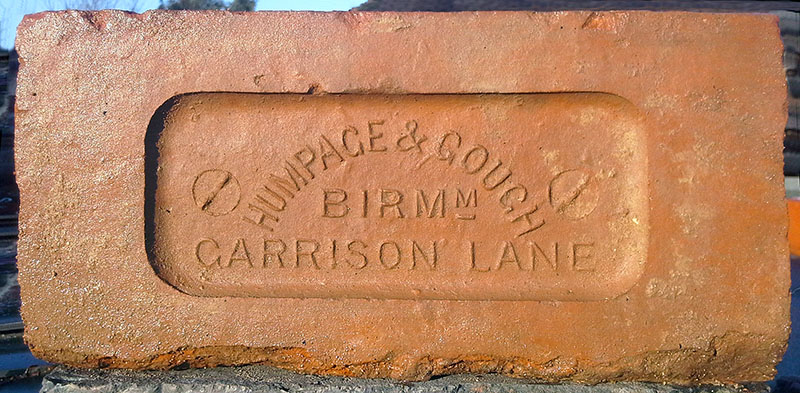 HUMPAGE & GOUGH
BIRMM
GARRISON LANE